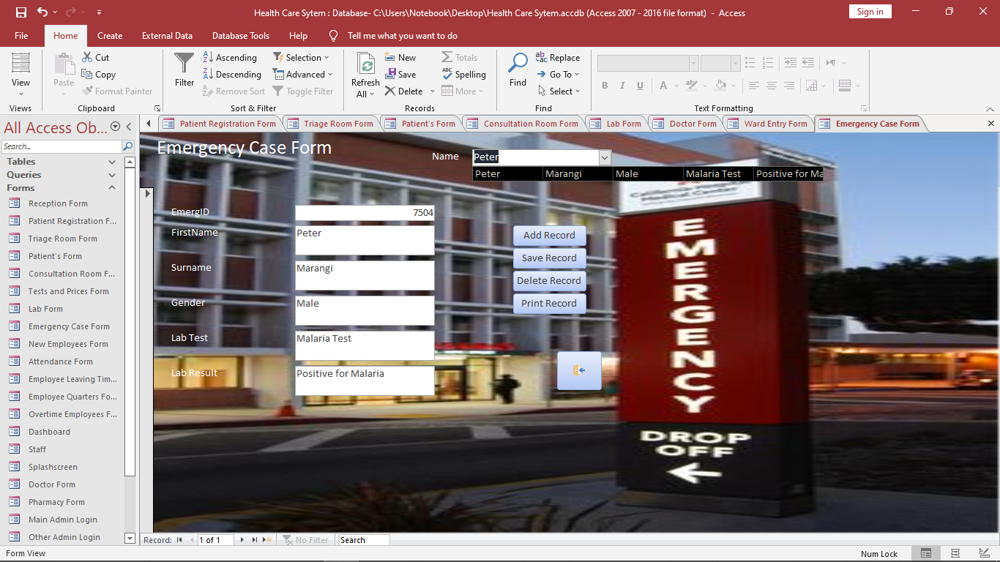 Health Care Sytem : Database- C:\Users\Notebook\Desktop\Health Care Sytem.accdb (Access 2007 - 2016 file format) - Access
Sign in
File Home Create External Data Database Tools Help Tell me what you want to do
View
Views
Paste
Cut
Copy
Format Painter
Clipboard
Filter
Ascending
Descending
Remove Sort
Selection
Advanced
Toggle Filter
Sort & Filter
Refresh
All
New
Save
Delete
Totals
Spelling
More
Records
Find
Replace
Go To
Select
Find
B I U A
Text Formatting
All Access Ob...
Search...
Tables
Queries
Forms
Reception Form
Patient Registration F...
Triage Room Form
Patient's Form
Consultation Room F...
Tests and Prices Form
Lab Form
Emergency Case Form
New Employees Form
Attendance Form
Employee Leaving Tim...
Employee Quarters Fo...
Overtime Employees F...
Dashboard
Staff
Splashscreen
Doctor Form
Pharmacy Form
Main Admin Login
Other Admin Login
Patient Registration Form Triage Room Form Patient's Form Consultation Room Form Lab Form Doctor Form Ward Entry Form Emergency Case Form
Emergency Case Form
Name Peter
Peter Marangi Male Malaria Test Positive for Ma
EmergID 7504
FirstName Peter
Surname Marangi
Gender Male
Lab Test Malaria Test
Lab Result Positive for Malaria
Add Record
Save Record
Delete Record
Print Record
Medical Center
EMERGENCY
DROP
OFF
Record: 1 of 1 No Filter Search
Form View
Num Lock